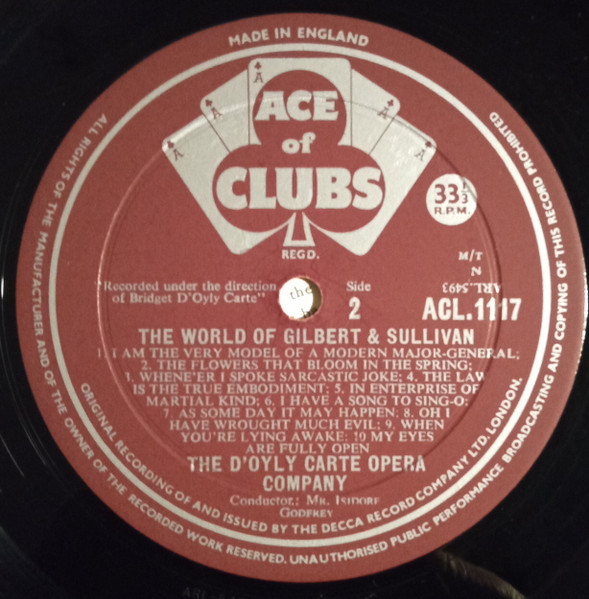 MADE IN ENGLAND
A
A
A
A
ACE
of
CLUBS
REGD.
33⅓
R.P.M.
M/T
N
ARL.5493
"Recorded under the direction
of Bridget D'Oyly Carte"
the
Side
2
ACL.1117
THE WORLD OF GILBERT & SULLIVAN
1. I AM THE VERY MODEL OF A MODERN MAJOR-GENERAL;
2. THE FLOWERS THAT BLOOM IN THE SPRING;
3. WHENE'ER I SPOKE SARCASTIC JOKE; 4. THE LAW
IS THE TRUE EMBODIMENT; 5. IN ENTERPRISE OF
MARTIAL KIND; 6. I HAVE A SONG TO SING-O;
7. AS SOME DAY IT MAY HAPPEN; 8. OH I
HAVE WROUGHT MUCH EVIL; 9. WHEN
YOU'RE LYING AWAKE; 10 MY EYES
ARE FULLY OPEN
THE D'OYLY CARTE OPERA
COMPANY
Conductor: MR. ISIDORE
GODFREY
ORIGINAL RECORDING OF AND ISSUED BY THE DECCA RECORD COMPANY LTD. LONDON.
ALL RIGHTS OF THE MANUFACTURER AND OF THE OWNER OF THE RECORDED WORK RESERVED. UNAUTHORISED PUBLIC PERFORMANCE BROADCASTING AND COPYING OF THIS RECORD PROHIBITED